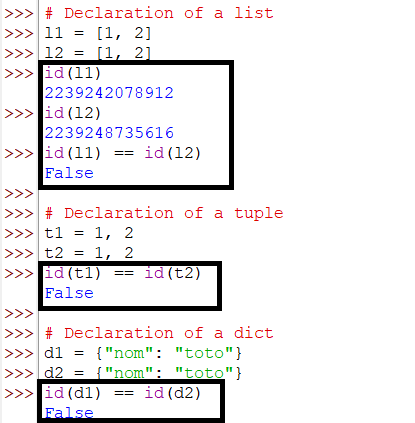 >>> # Declaration of a list
>>> l1 = [1, 2]
>>> l2 = [1, 2]
>>> id(l1)
2239242078912
>>> id(l2)
2239248735616
>>> id(l1) == id(l2)
False
>>>
>>> # Declaration of a tuple
>>> t1 = 1, 2
>>> t2 = 1, 2
>>> id(t1) == id(t2)
False
>>>
>>> # Declaration of a dict
>>> d1 = {"nom": "toto"}
>>> d2 = {"nom": "toto"}
>>> id(d1) == id(d2)
False